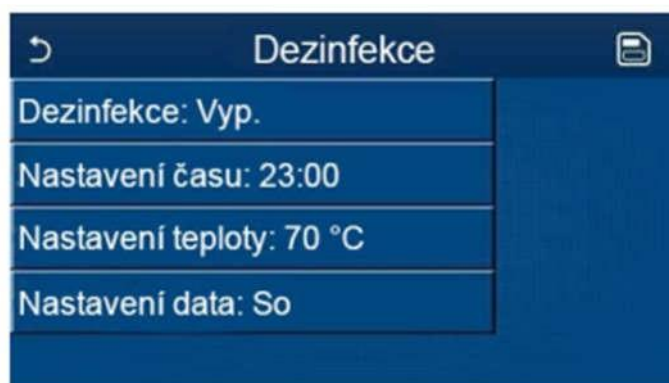 Dezinfekce
Dezinfekce: Vyp.
Nastavení času: 23:00
Nastavení teploty: 70 °C
Nastavení data: So